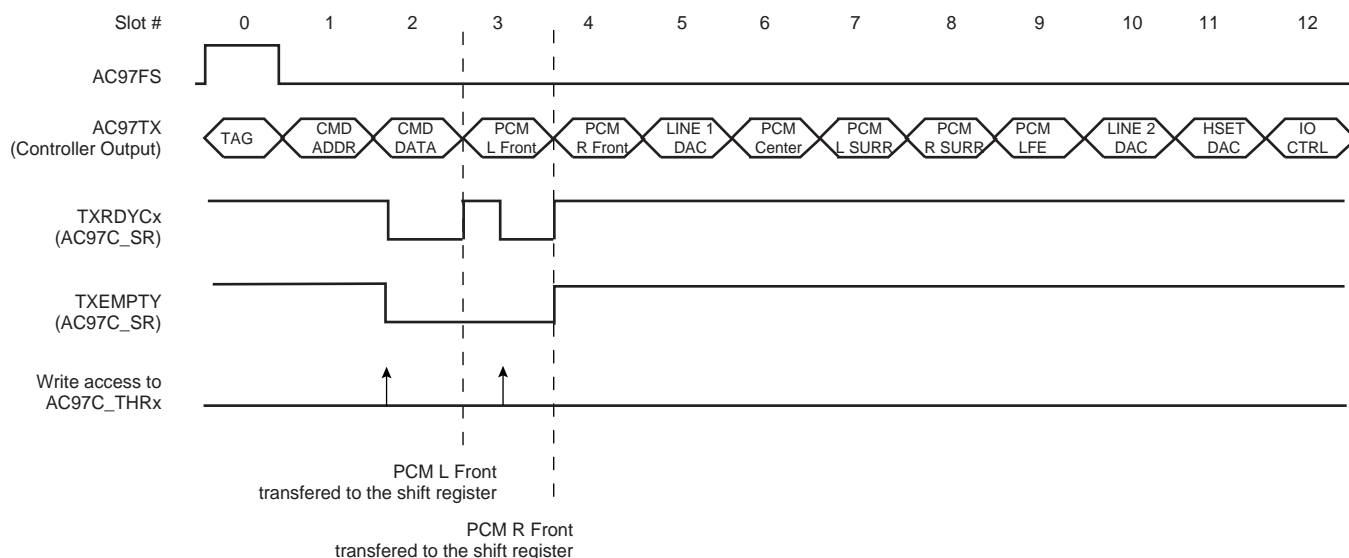 Slot # 0 1 2 3 4 5 6 7 8 9 10 11 12
AC97FS
AC97TX
(Controller Output)
TAG
CMD
ADDR
CMD
DATA
PCM
L Front
PCM
R Front
LINE 1
DAC
PCM
Center
PCM
L SURR
PCM
R SURR
PCM
LFE
LINE 2
DAC
HSET
DAC
IO
CTRL
TXRDYCx
(AC97C_SR)
TXEMPTY
(AC97C_SR)
Write access to
AC97C_THRx
PCM L Front
transfered to the shift register
PCM R Front
transfered to the shift register